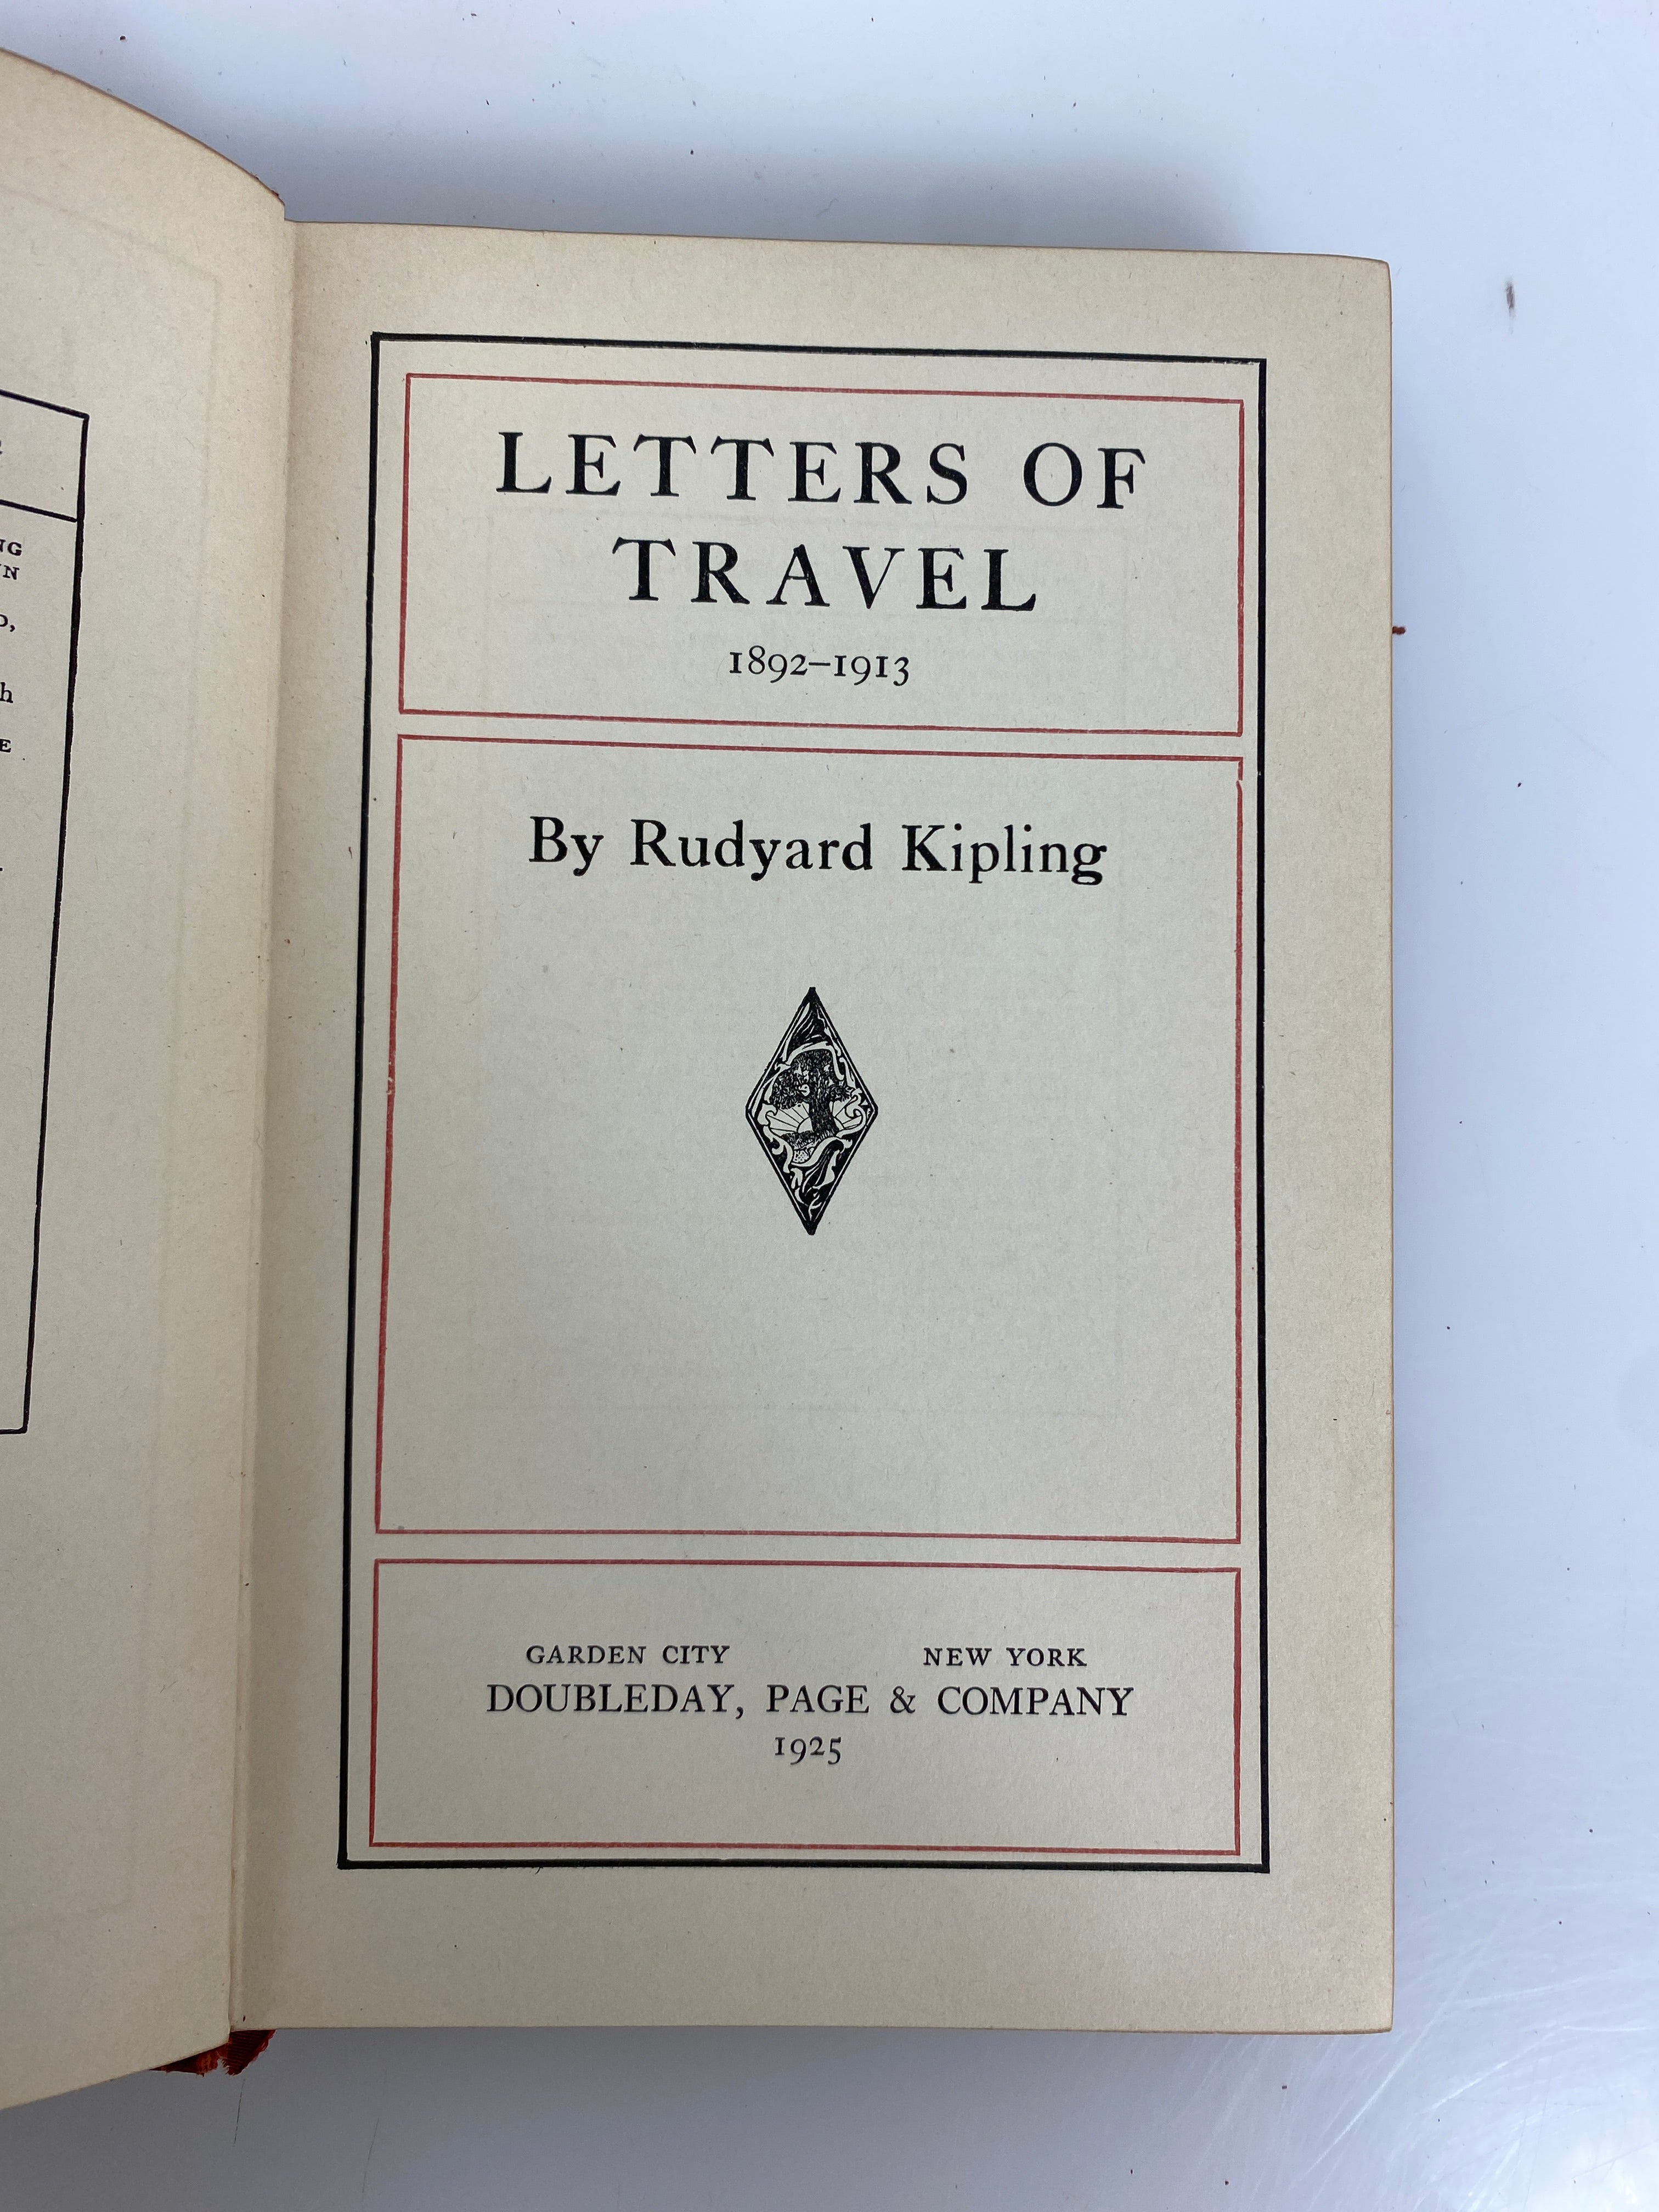 LETTERS OF
TRAVEL
1892–1913
By Rudyard Kipling
GARDEN CITY NEW YORK
DOUBLEDAY, PAGE & COMPANY
1925